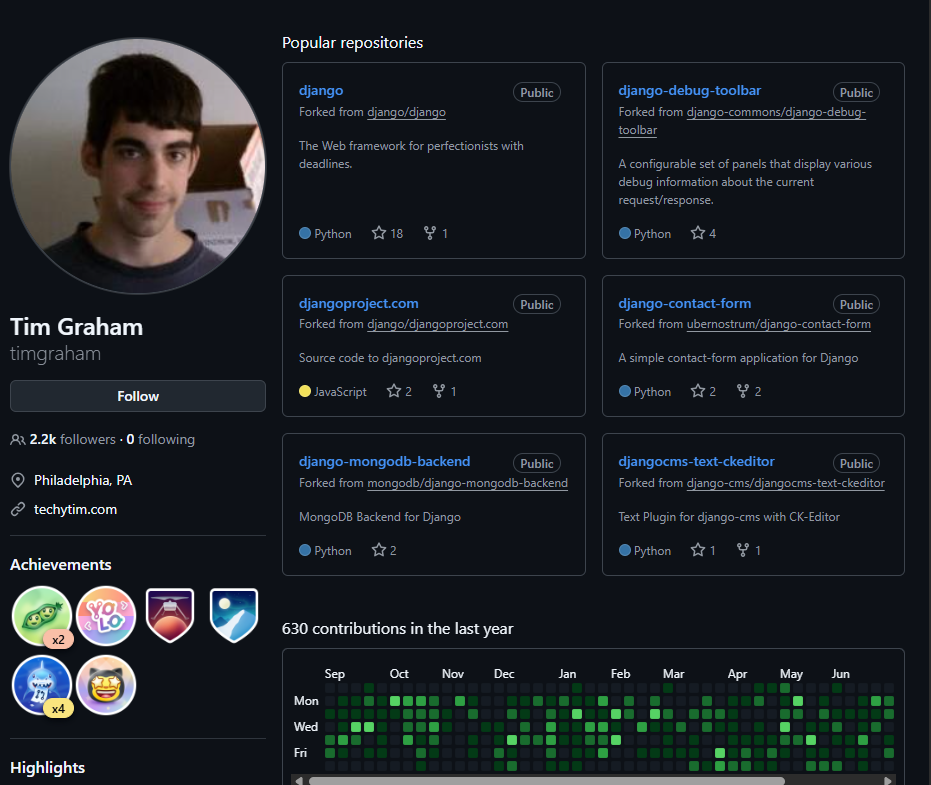 Popular repositories
django
Public
Forked from django/django
The Web framework for perfectionists with
deadlines.
Python 18 1
django-debug-toolbar
Public
Forked from django-commons/django-debug-
toolbar
A configurable set of panels that display various
debug information about the current
request/response.
Python 4
djangoproject.com
Public
Forked from django/djangoproject.com
Source code to djangoproject.com
JavaScript 2 1
django-contact-form
Public
Forked from ubernostrum/django-contact-form
A simple contact-form application for Django
Python 2 2
django-mongodb-backend
Public
Forked from mongodb/django-mongodb-backend
MongoDB Backend for Django
Python 2
djangocms-text-ckeditor
Public
Forked from django-cms/djangocms-text-ckeditor
Text Plugin for django-cms with CK-Editor
Python 1 1
Tim Graham
timgraham
Follow
2.2k followers · 0 following
Philadelphia, PA
techytim.com
Achievements
x2
YOLO
x4
Highlights
630 contributions in the last year
Sep Oct Nov Dec Jan Feb Mar Apr May Jun
Mon
Wed
Fri